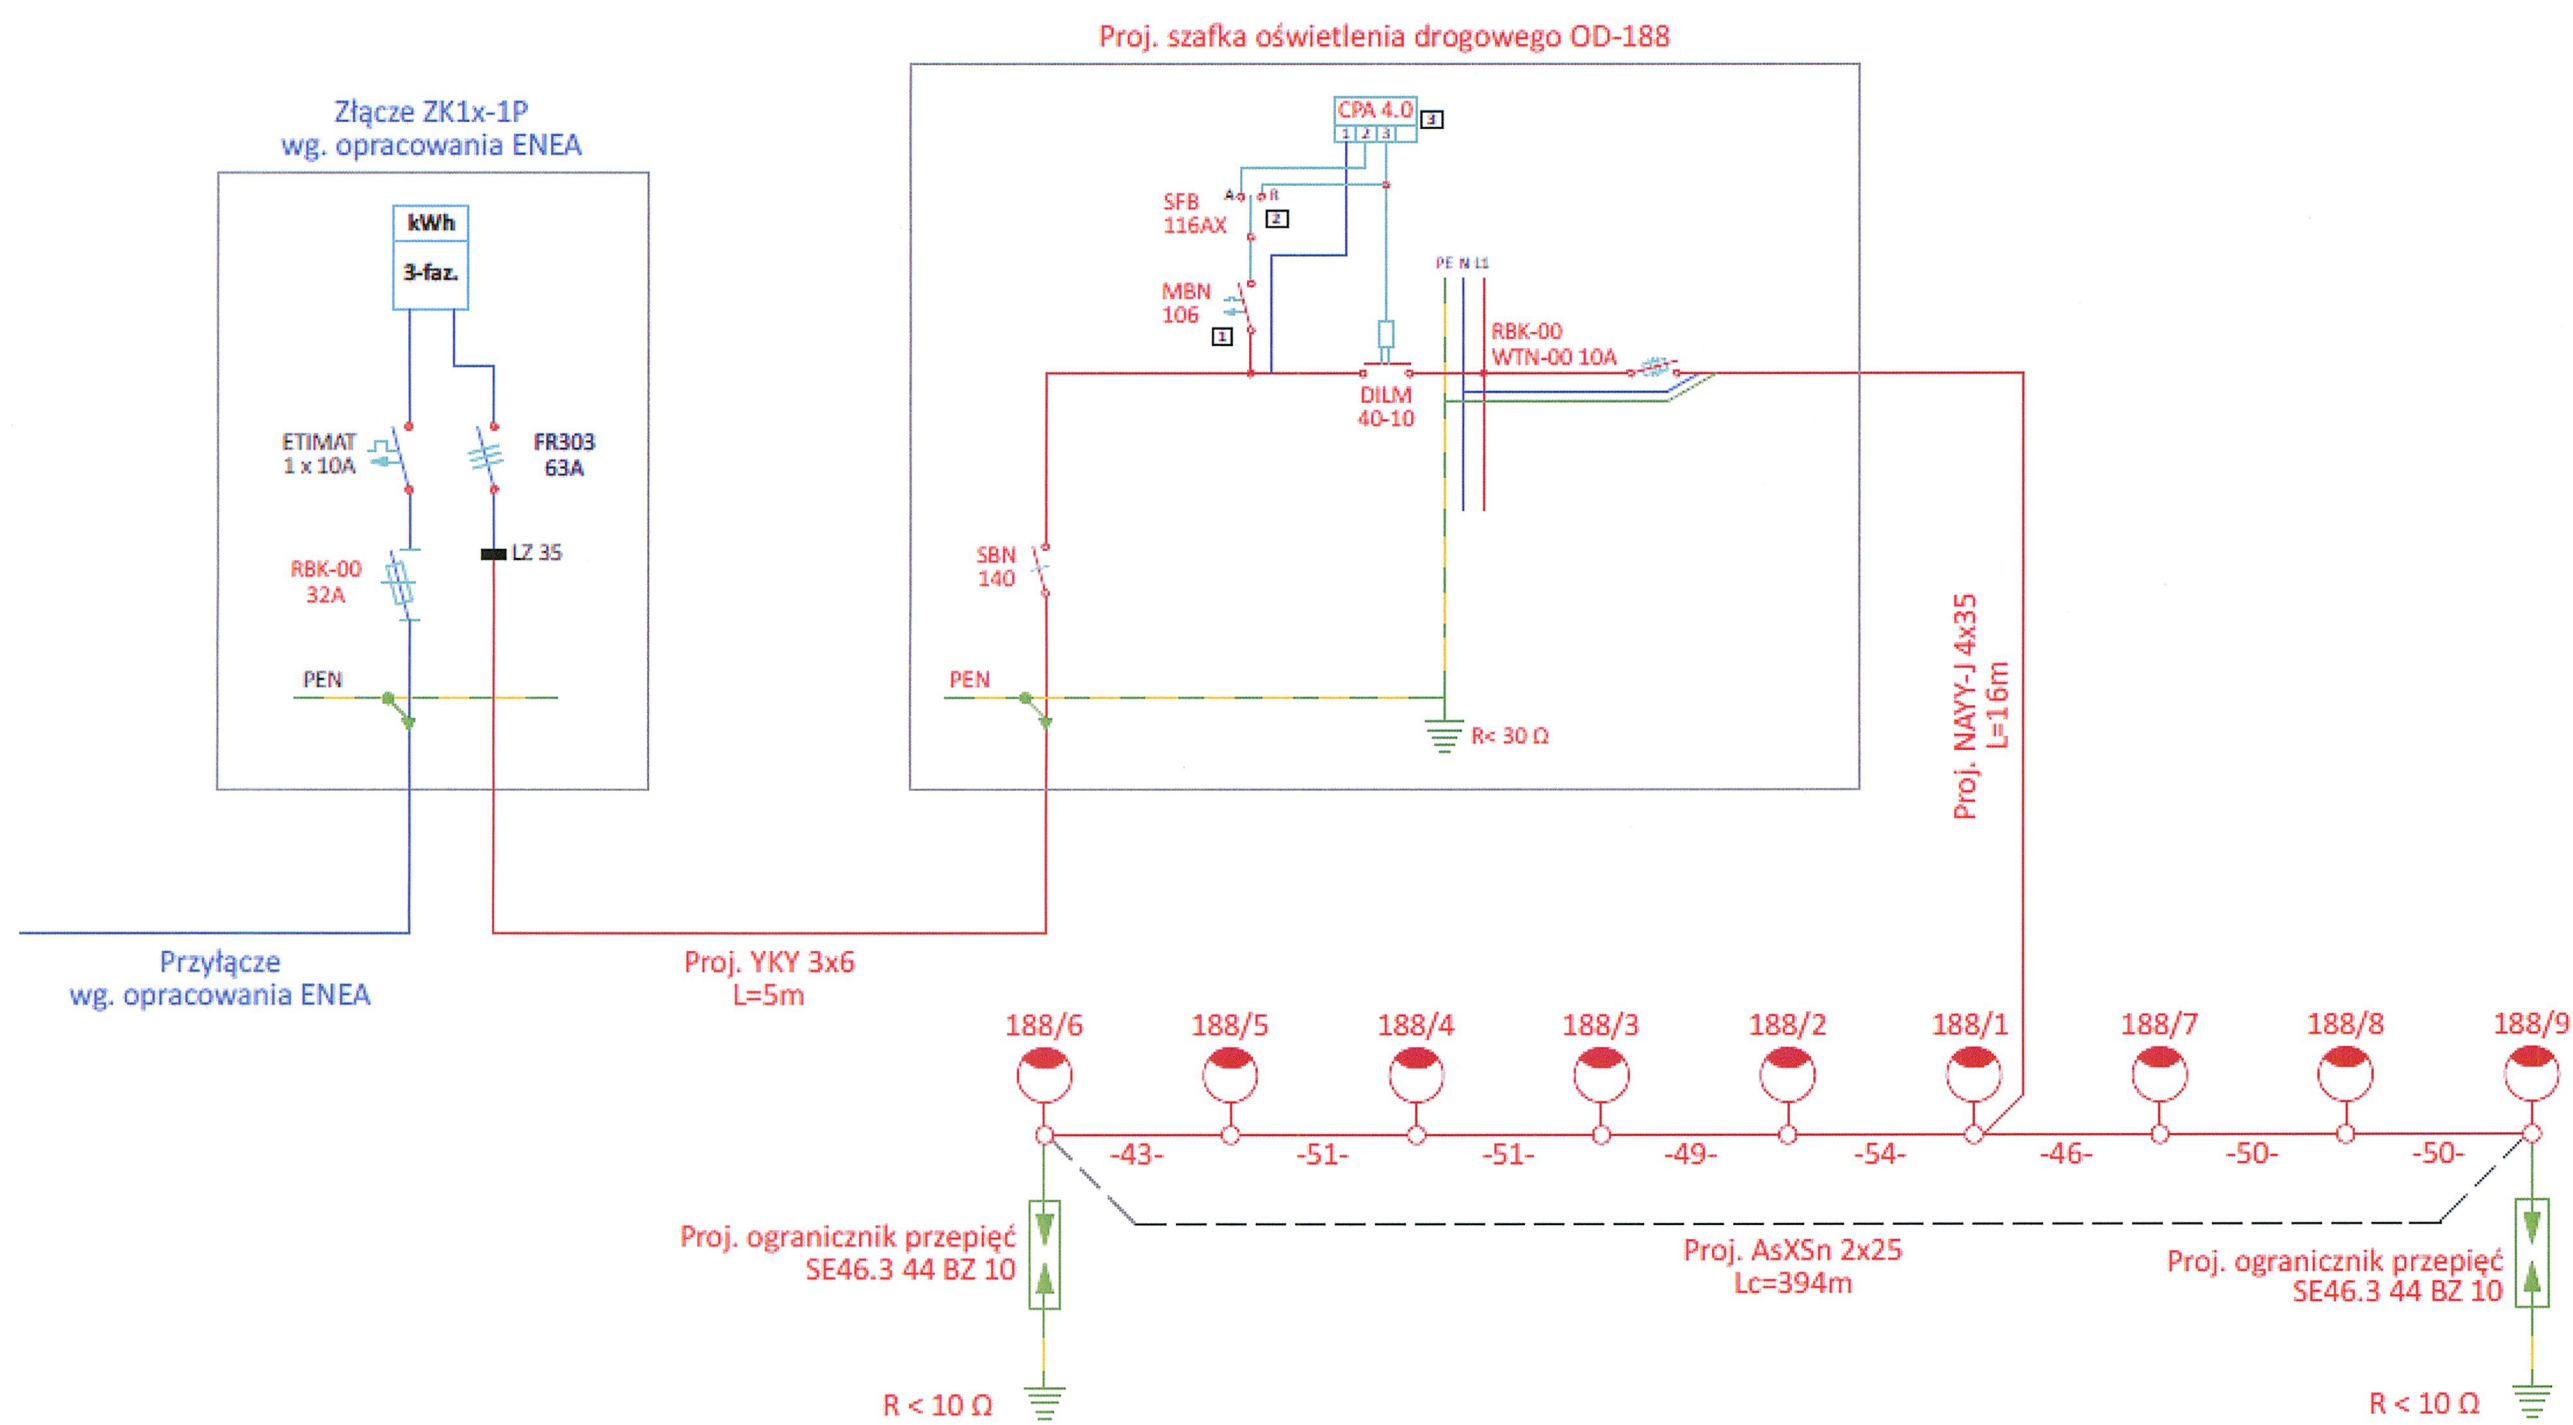 Proj. szafka oświetlenia drogowego OD-188
Złącze ZK1x-1P
wg. opracowania ENEA
kWh
3-faz.
ETIMAT
1 x 10A
FR303
63A
RBK-00
32A
LZ 35
PEN
CPA 4.0
3
1 2 3
A R
SFB
116AX
2
MBN
106
1
PE N L1
RBK-00
WTN-00 10A
DILM
40-10
SBN
140
PEN
R< 30 Ω
Proj. NAYY-J 4x35
L=16m
Przyłącze
wg. opracowania ENEA
Proj. YKY 3x6
L=5m
188/6 188/5 188/4 188/3 188/2 188/1 188/7 188/8 188/9
-43- -51- -51- -49- -54- -46- -50- -50-
Proj. ogranicznik przepięć
SE46.3 44 BZ 10
Proj. AsXSn 2x25
Lc=394m
Proj. ogranicznik przepięć
SE46.3 44 BZ 10
R < 10 Ω
R < 10 Ω